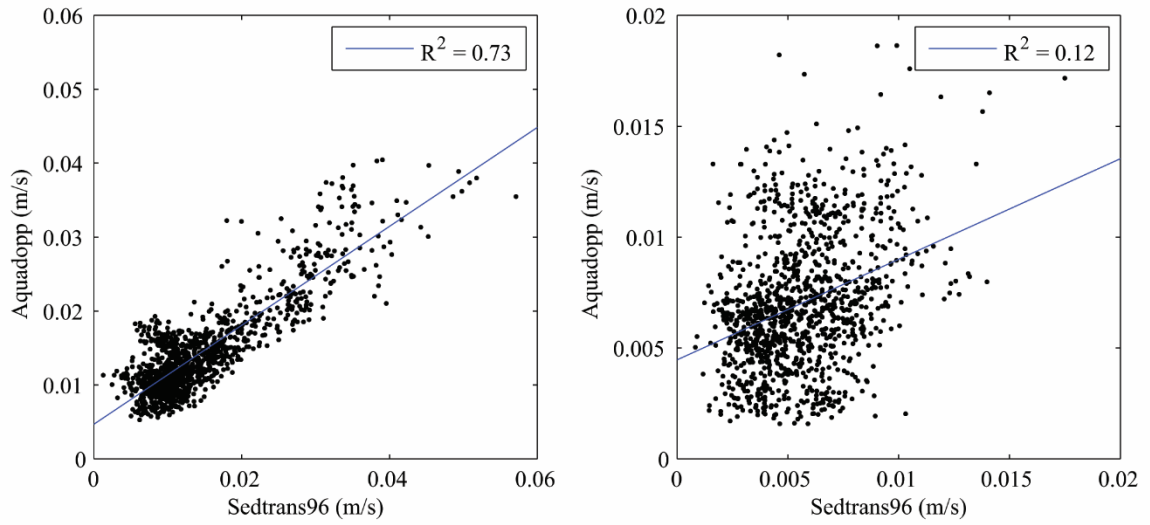 0.06
0.05
0.04
0.03
0.02
0.01
0
Aquadopp (m/s)
R² = 0.73
0 0.02 0.04 0.06
Sedtrans96 (m/s)
0.02
0.015
0.01
0.005
0
Aquadopp (m/s)
R² = 0.12
0 0.005 0.01 0.015 0.02
Sedtrans96 (m/s)